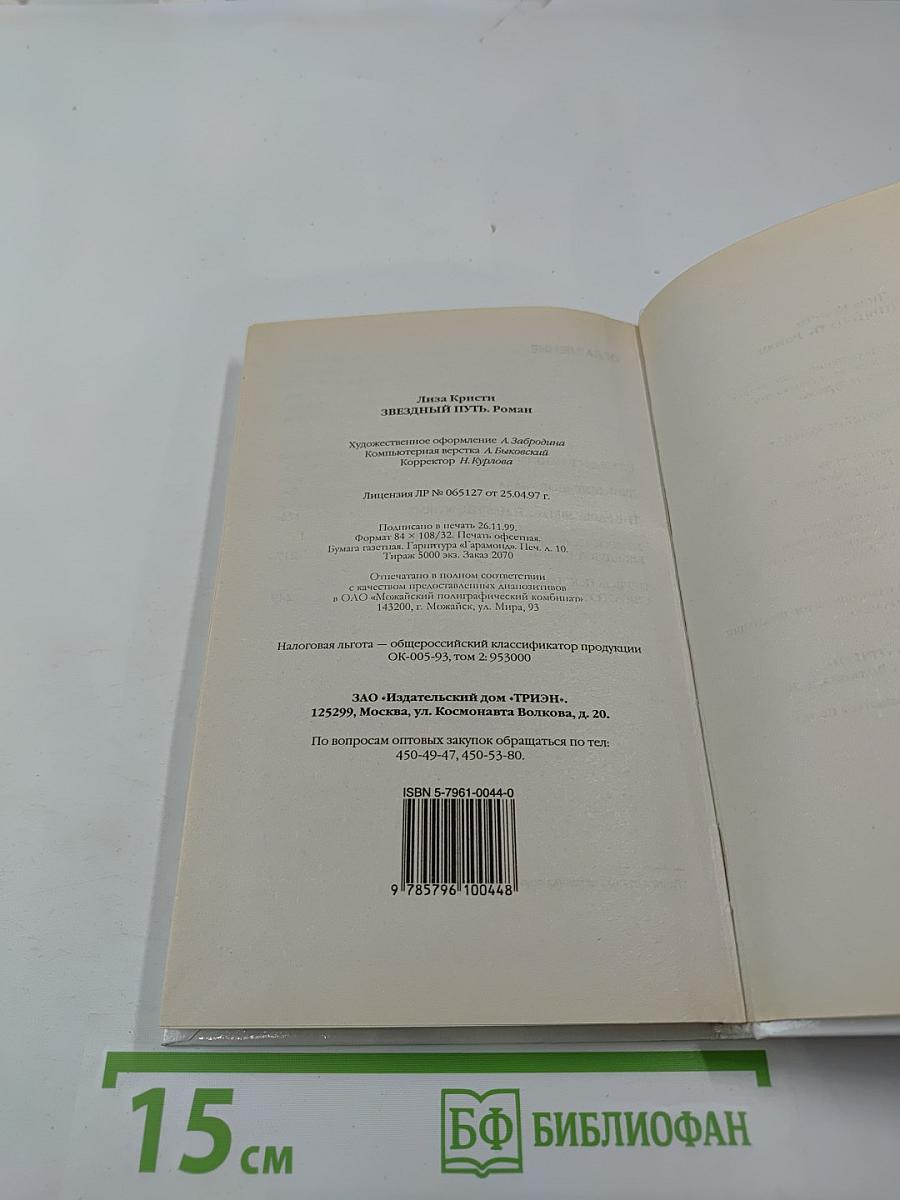 Лиза Кристи
ЗВЕЗДНЫЙ ПУТЬ. Роман
Художественное оформление А. Забродина
Компьютерная верстка А. Быковский
Корректор Н. Курлова
Лицензия ЛР № 065127 от 25.04.97 г.
Подписано в печать 26.11.99.
Формат 84 × 108/32. Печать офсетная.
Бумага газетная. Гарнитура «Гарамонд». Печ. л. 10.
Тираж 5000 экз. Заказ 2070
Отпечатано в полном соответствии
с качеством предоставленных диапозитивов
в ОАО «Можайский полиграфический комбинат»
143200, г. Можайск, ул. Мира, 93
Налоговая льгота — общероссийский классификатор продукции
ОК-005-93, том 2: 953000
ЗАО «Издательский дом «ТРИЭН».
125299, Москва, ул. Космонавта Волкова, д. 20.
По вопросам оптовых закупок обращаться по тел:
450-49-47, 450-53-80.
ISBN 5-7961-0044-0
9 785796 100448
15 см
БФ БИБЛИОФАН